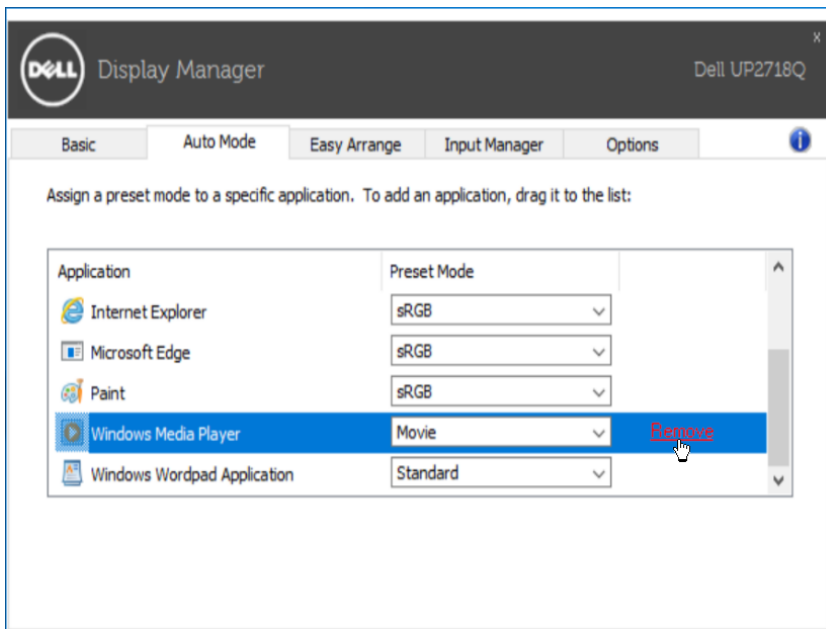 DELL Display Manager
x
Dell UP2718Q
Basic Auto Mode Easy Arrange Input Manager Options i
Assign a preset mode to a specific application. To add an application, drag it to the list:
Application Preset Mode
Internet Explorer sRGB
Microsoft Edge sRGB
Paint sRGB
Windows Media Player Movie Remove
Windows Wordpad Application Standard